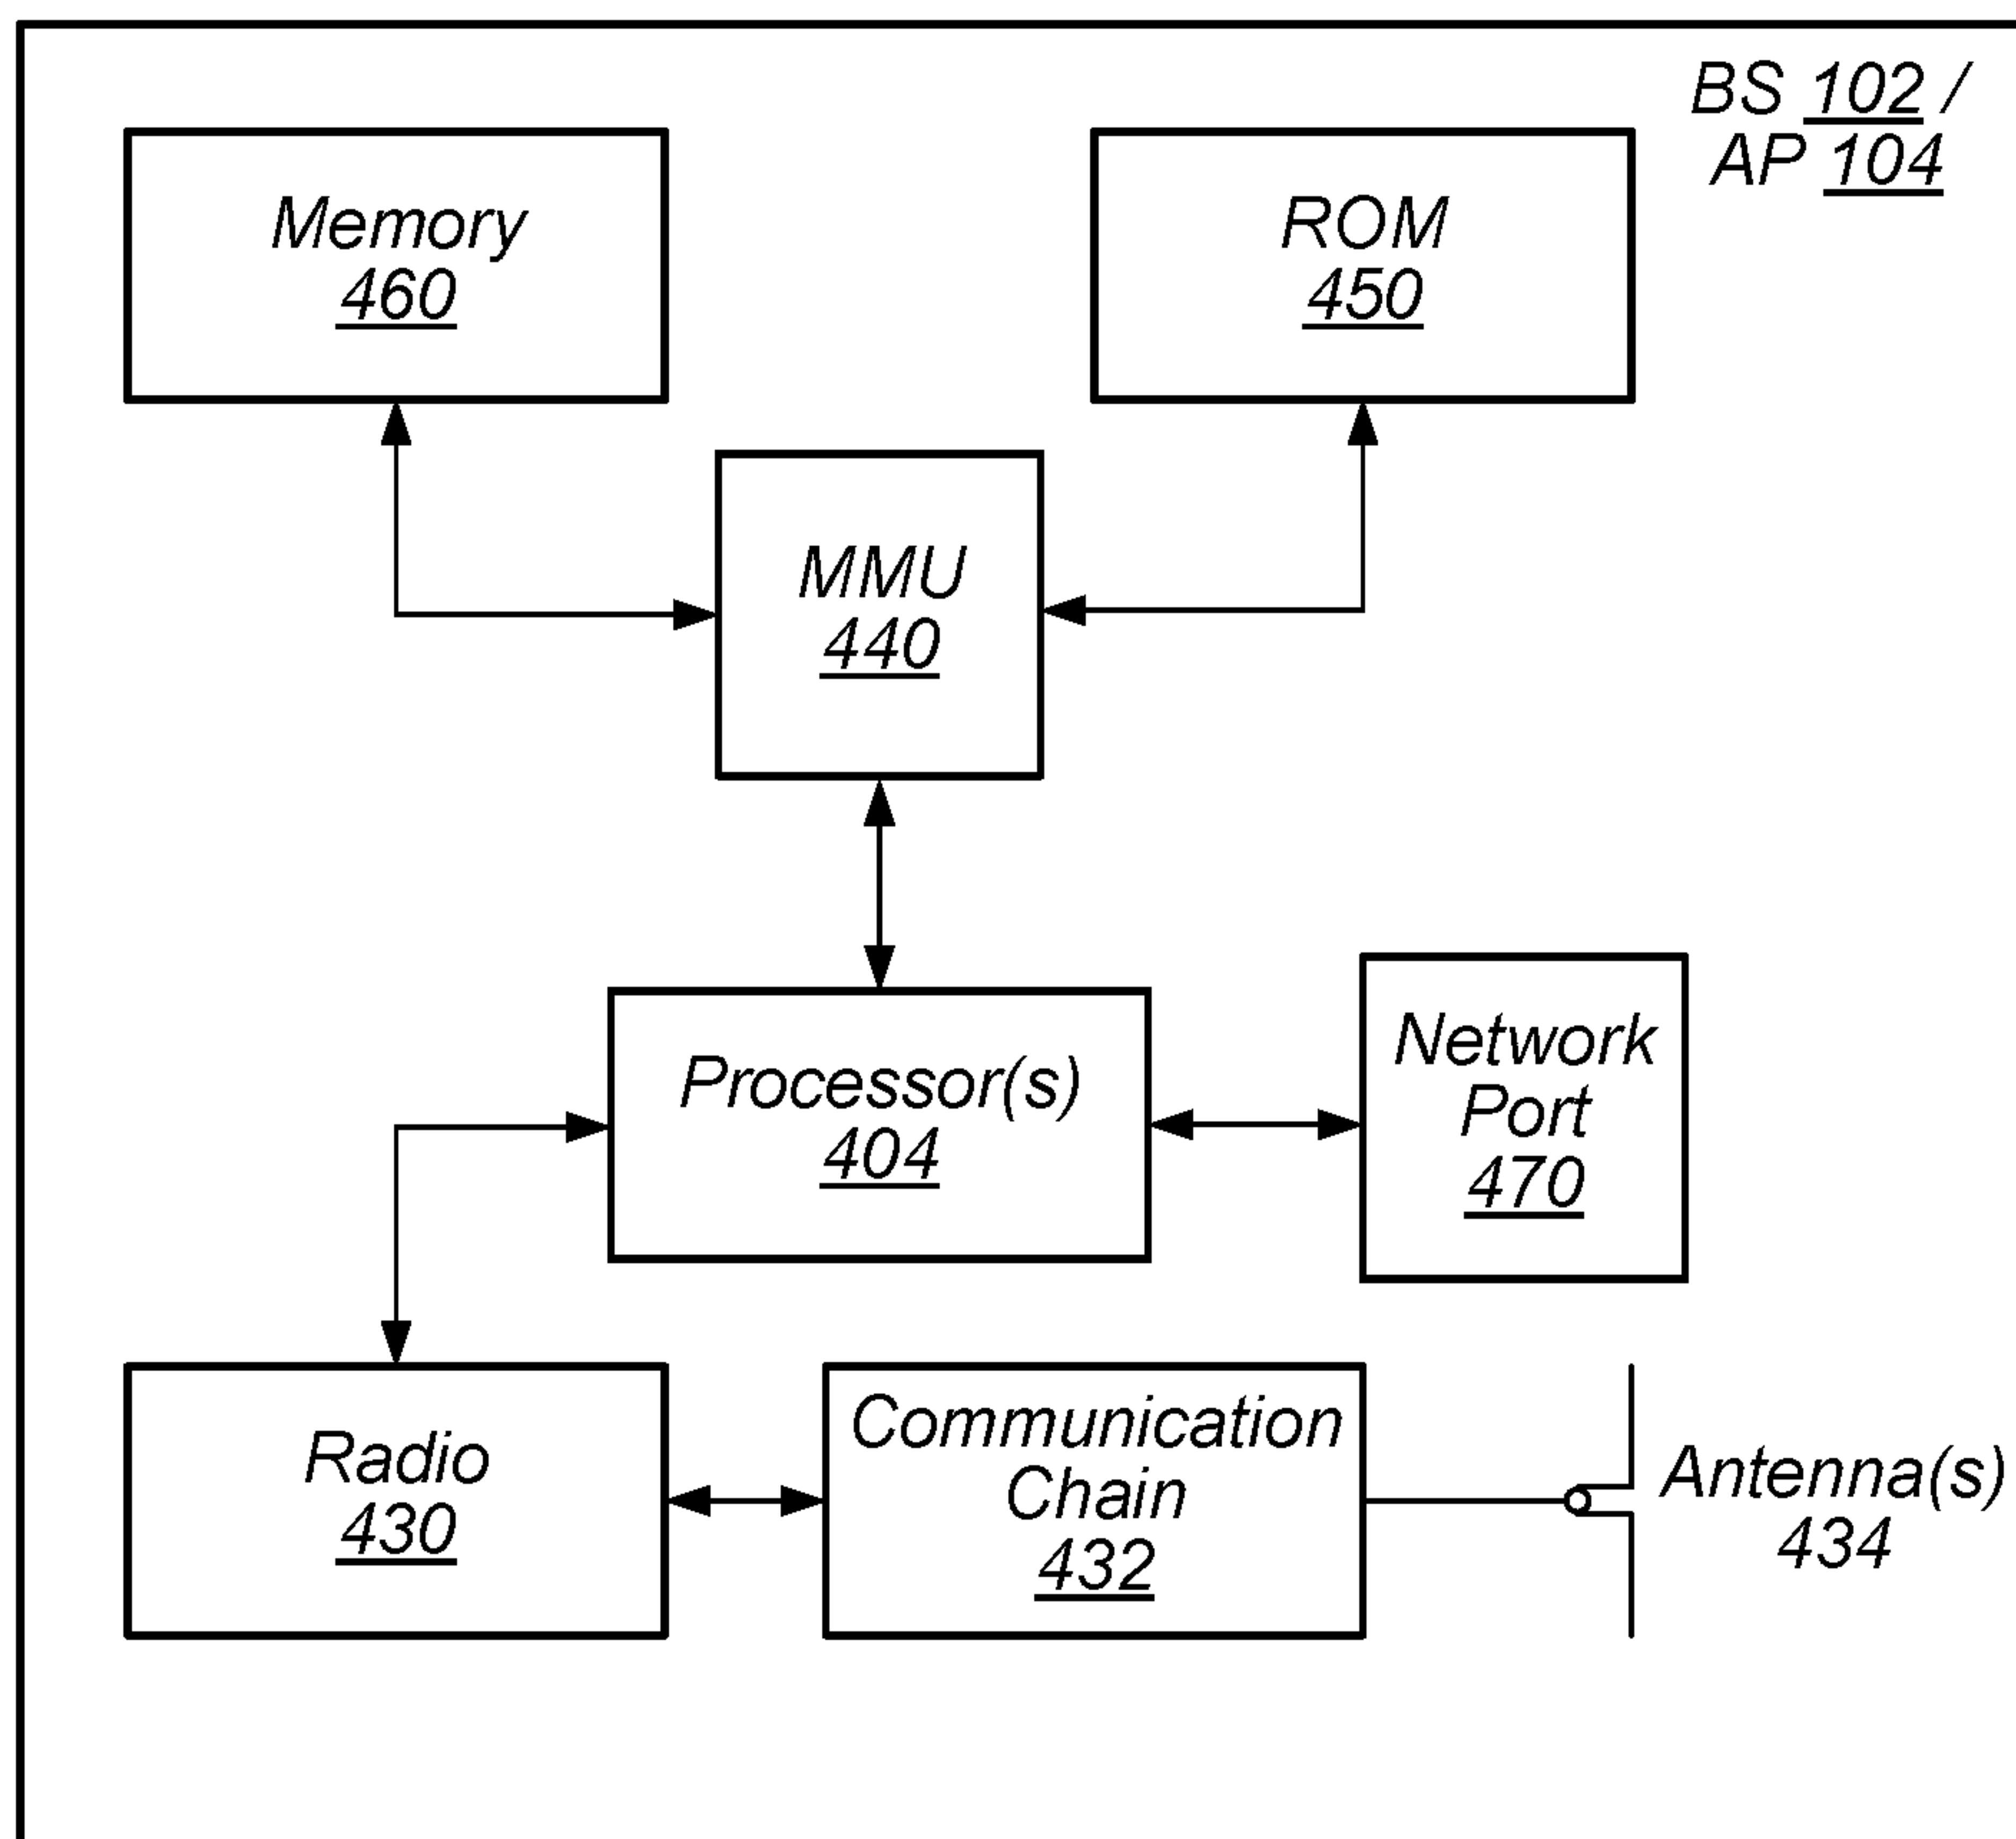 BS 102 /
AP 104
Memory
460
ROM
450
MMU
440
Processor(s)
404
Network
Port
470
Radio
430
Communication
Chain
432
Antenna(s)
434